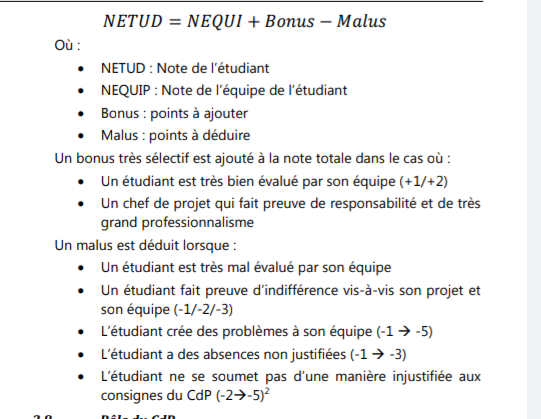 NETUD = NEQUI + Bonus − Malus
Où :
• NETUD : Note de l'étudiant
• NEQUIP : Note de l'équipe de l'étudiant
• Bonus : points à ajouter
• Malus : points à déduire
Un bonus très sélectif est ajouté à la note totale dans le cas où :
• Un étudiant est très bien évalué par son équipe (+1/+2)
• Un chef de projet qui fait preuve de responsabilité et de très
grand professionnalisme
Un malus est déduit lorsque :
• Un étudiant est très mal évalué par son équipe
• Un étudiant fait preuve d'indifférence vis-à-vis son projet et
son équipe (-1/-2/-3)
• L'étudiant crée des problèmes à son équipe (-1 → -5)
• L'étudiant a des absences non justifiées (-1 → -3)
• L'étudiant ne se soumet pas d'une manière injustifiée aux
consignes du CdP (-2→-5)²